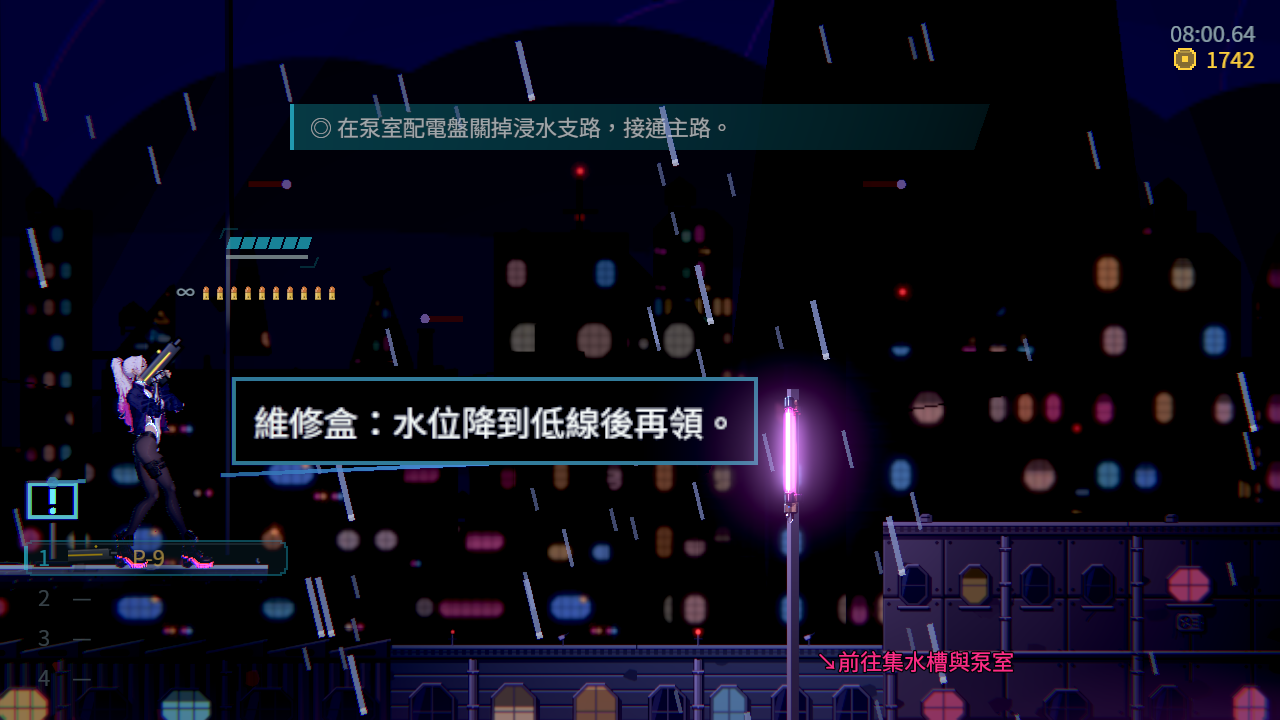 08:00.64
1742
◎ 在泵室配電盤關掉浸水支路，接通主路。
∞
維修盒：水位降到低線後再領。
!
1 P-9
2 —
3 —
4 —
↘前往集水槽與泵室